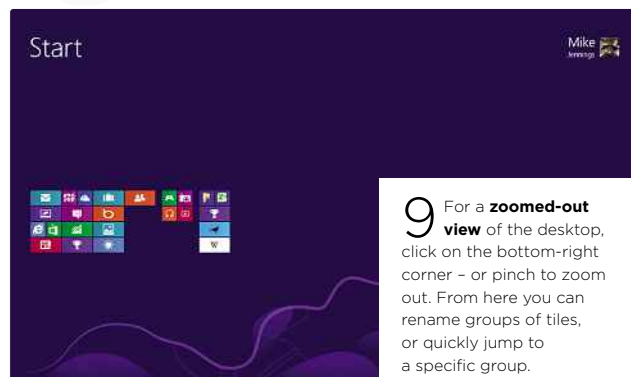 Start
Mike
Jennings
9 For a zoomed-out
view of the desktop,
click on the bottom-right
corner – or pinch to zoom
out. From here you can
rename groups of tiles,
or quickly jump to
a specific group.
W